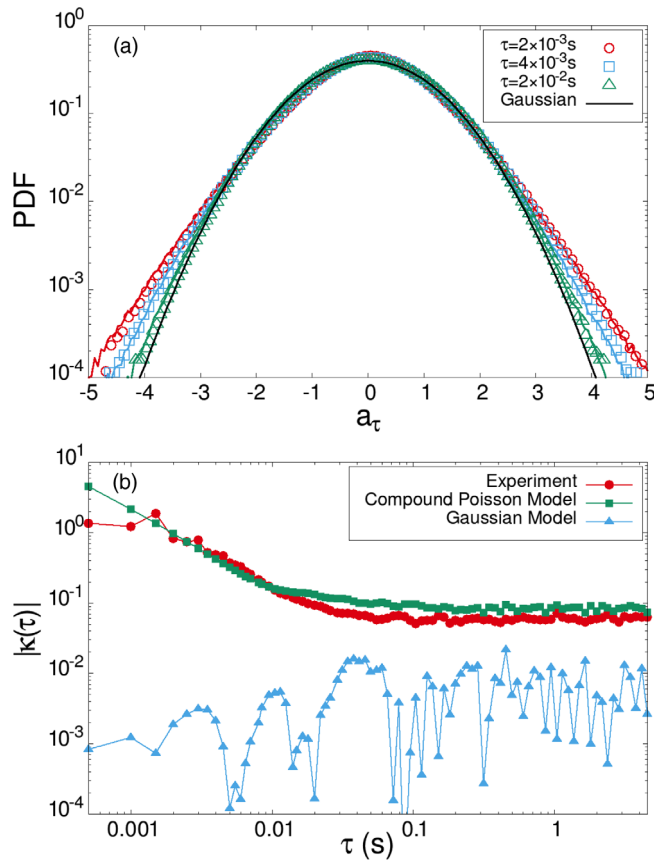 (a)
τ=2×10⁻³s
τ=4×10⁻³s
τ=2×10⁻²s
Gaussian
PDF
10⁰
10⁻¹
10⁻²
10⁻³
10⁻⁴
-5 -4 -3 -2 -1 0 1 2 3 4 5
a_τ
(b)
Experiment
Compound Poisson Model
Gaussian Model
|κ(τ)|
10¹
10⁰
10⁻¹
10⁻²
10⁻³
10⁻⁴
0.001 0.01 0.1 1
τ (s)